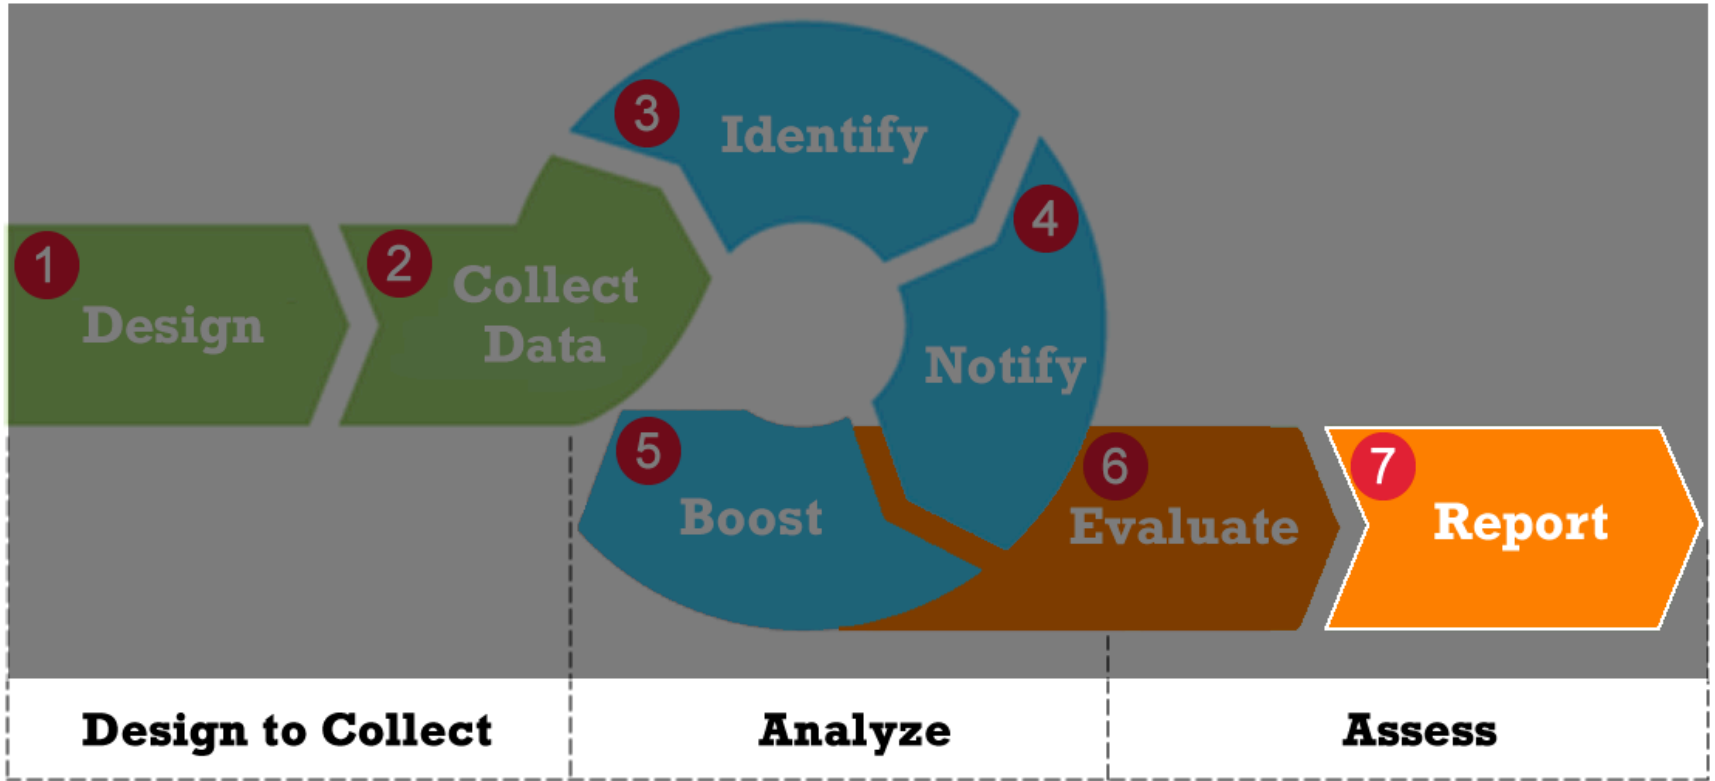 1
Design
2
Collect
Data
3
Identify
4
Notify
5
Boost
6
Evaluate
7
Report
Design to Collect
Analyze
Assess